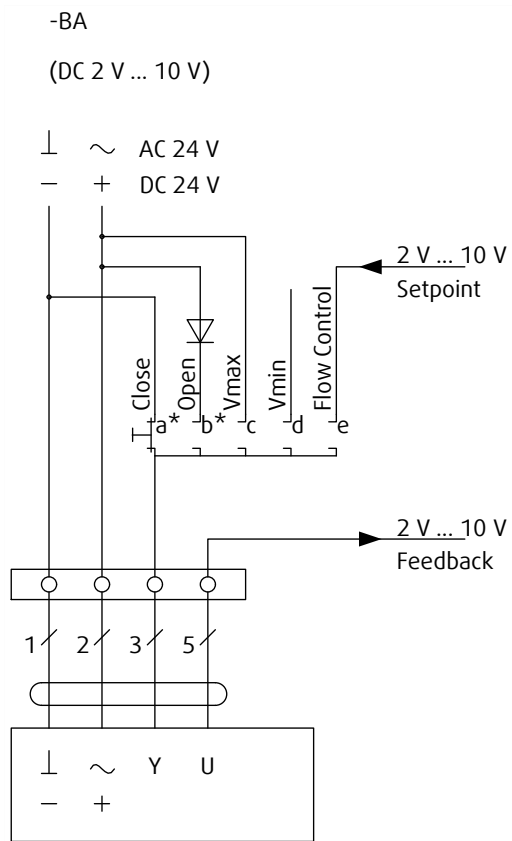 -BA
(DC 2 V ... 10 V)
⊥ ~ AC 24 V
− + DC 24 V
2 V ... 10 V
Setpoint
Close
Open
Vmax
Vmin
Flow Control
a* b* c d e
2 V ... 10 V
Feedback
1 2 3 5
⊥ ~ Y U
− +